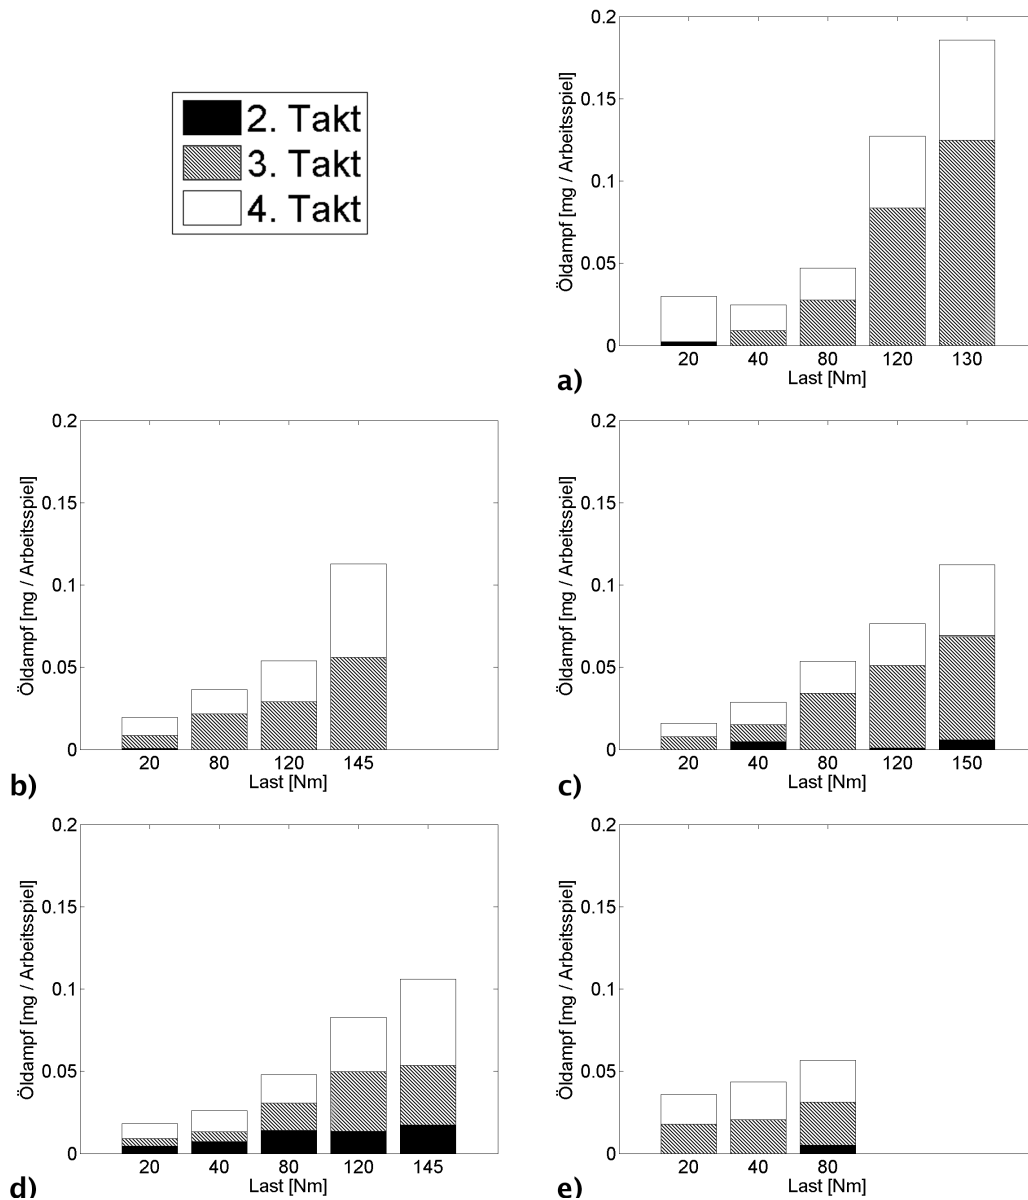 2. Takt
3. Takt
4. Takt
Öldampf [mg / Arbeitsspiel]
0.2
0.15
0.1
0.05
0
20 40 80 120 130
Last [Nm]
a)
Öldampf [mg / Arbeitsspiel]
0.2
0.15
0.1
0.05
0
20 80 120 145
Last [Nm]
b)
Öldampf [mg / Arbeitsspiel]
0.2
0.15
0.1
0.05
0
20 40 80 120 150
Last [Nm]
c)
Öldampf [mg / Arbeitsspiel]
0.2
0.15
0.1
0.05
0
20 40 80 120 145
Last [Nm]
d)
Öldampf [mg / Arbeitsspiel]
0.2
0.15
0.1
0.05
0
20 40 80
Last [Nm]
e)